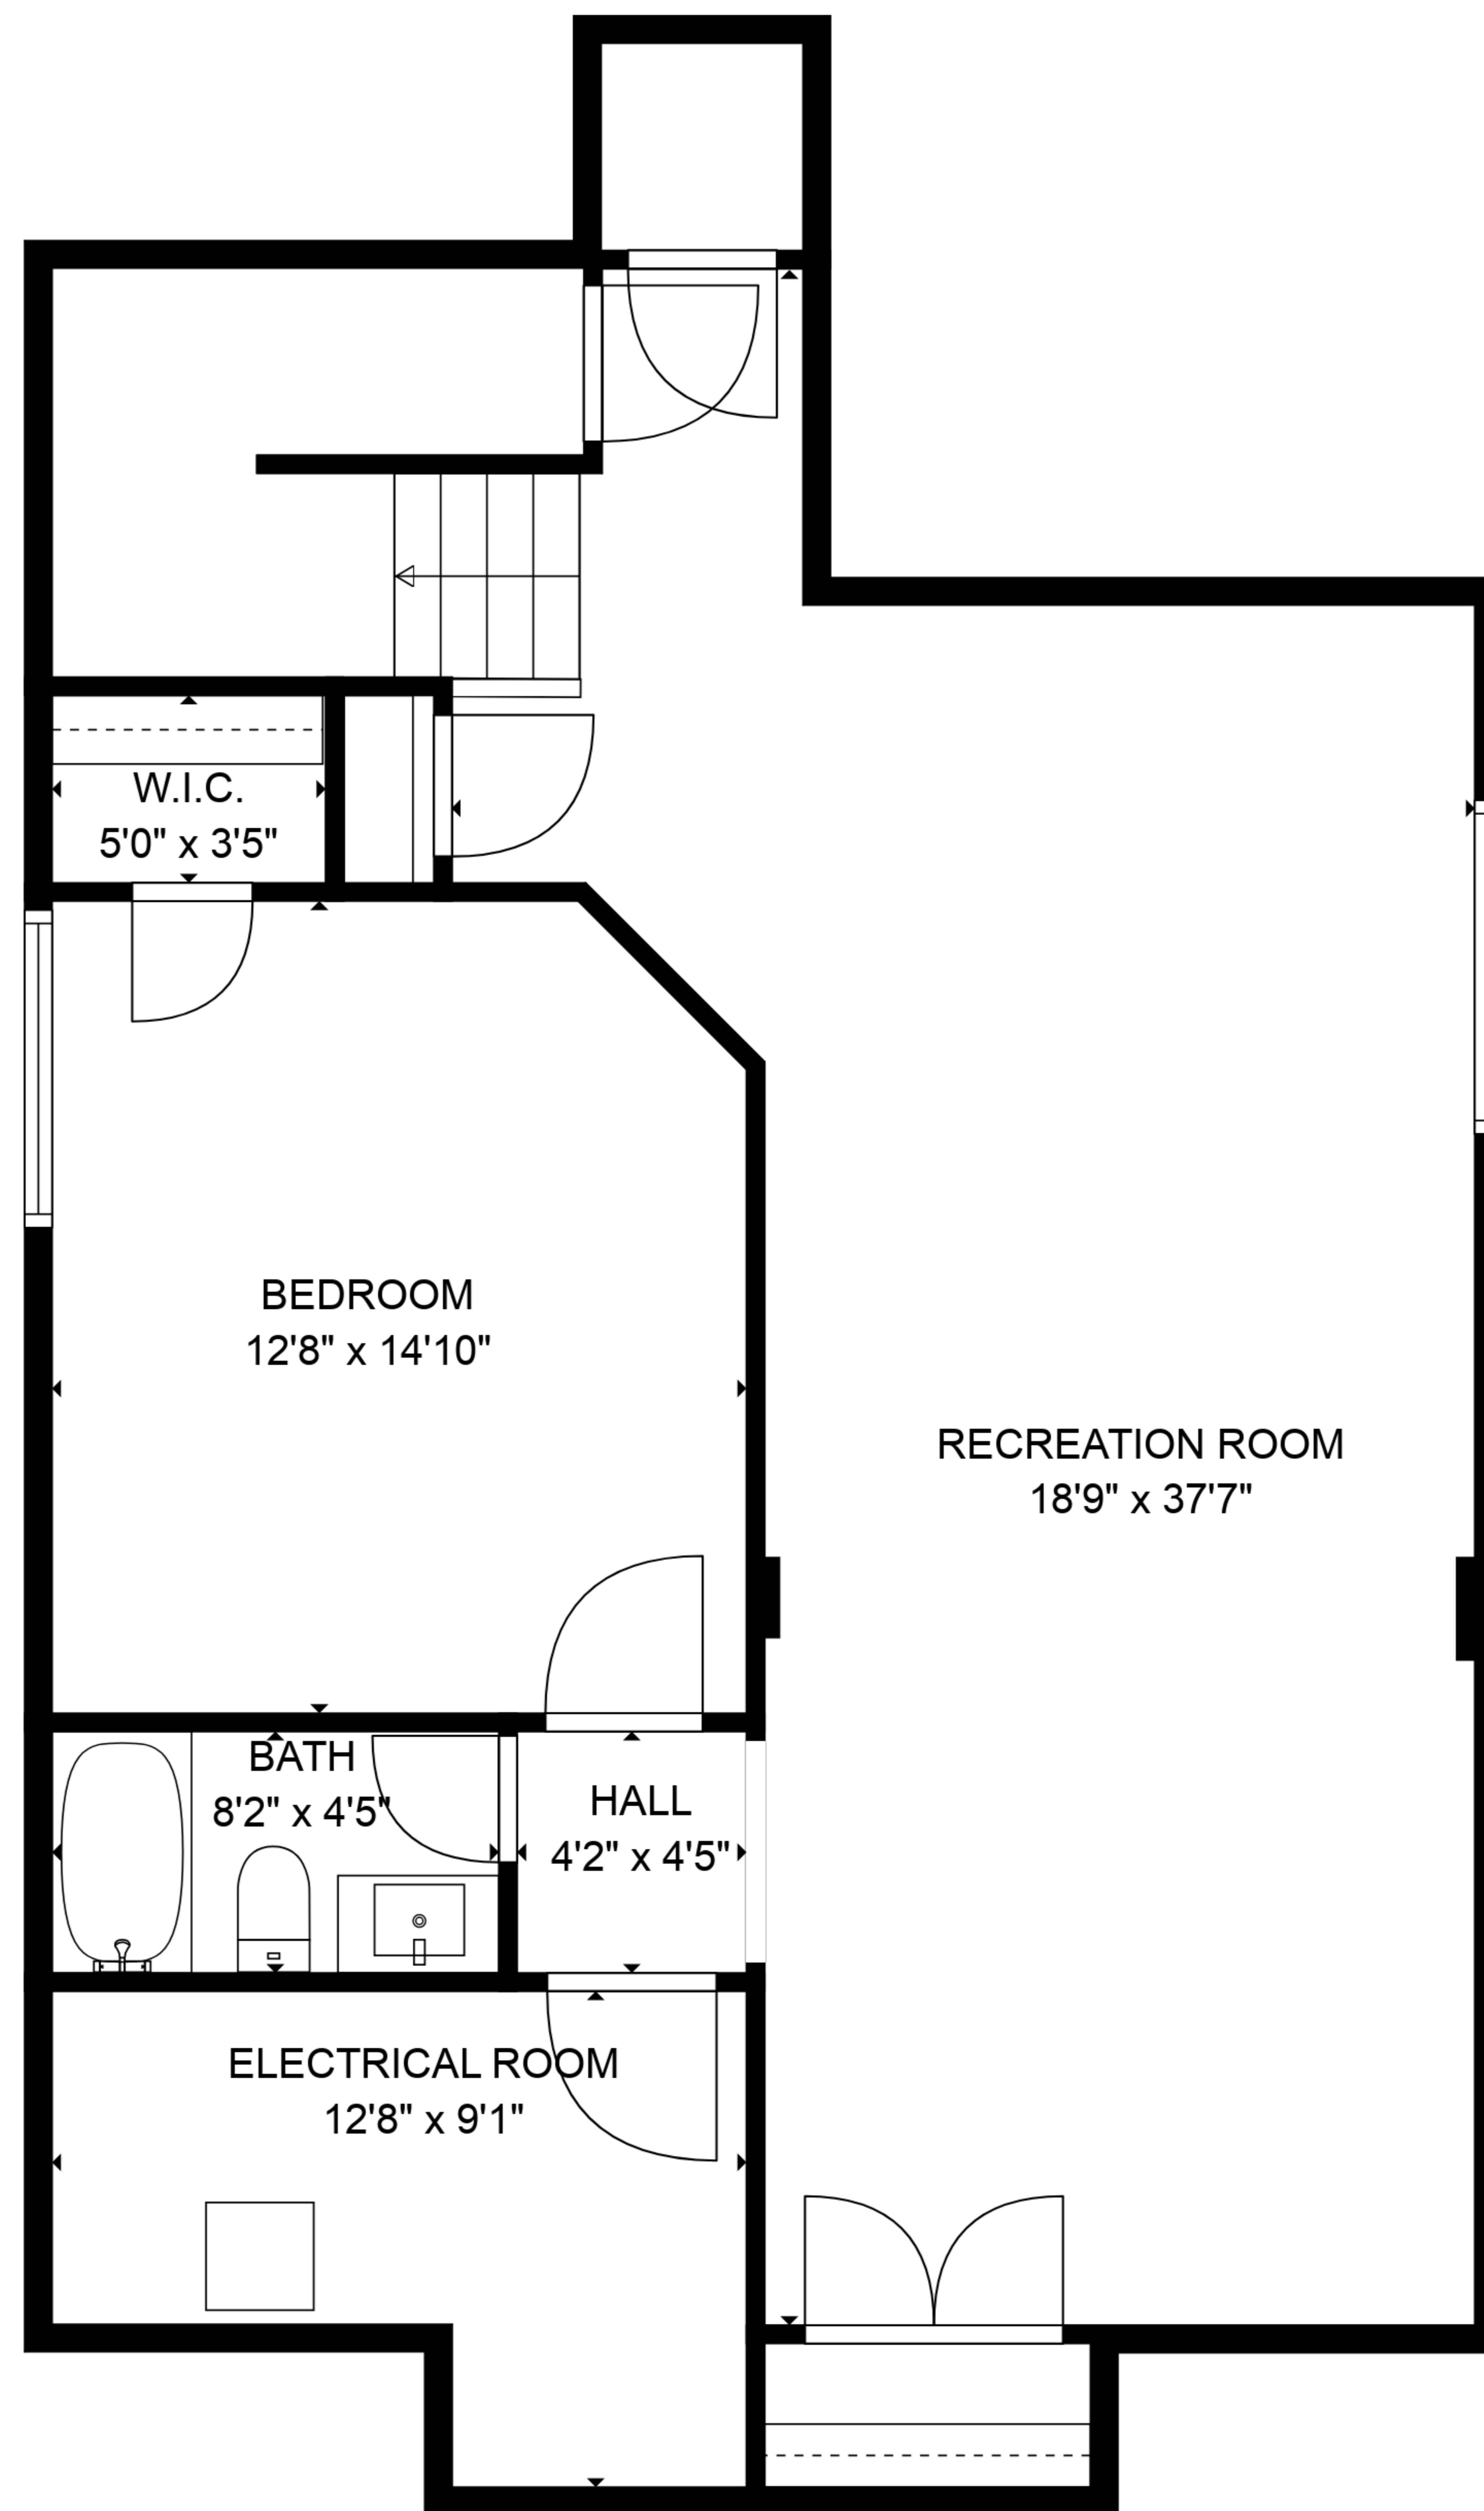 W.I.C.
5'0" x 3'5"
BEDROOM
12'8" x 14'10"
RECREATION ROOM
18'9" x 37'7"
BATH
8'2" x 4'5"
HALL
4'2" x 4'5"
ELECTRICAL ROOM
12'8" x 9'1"